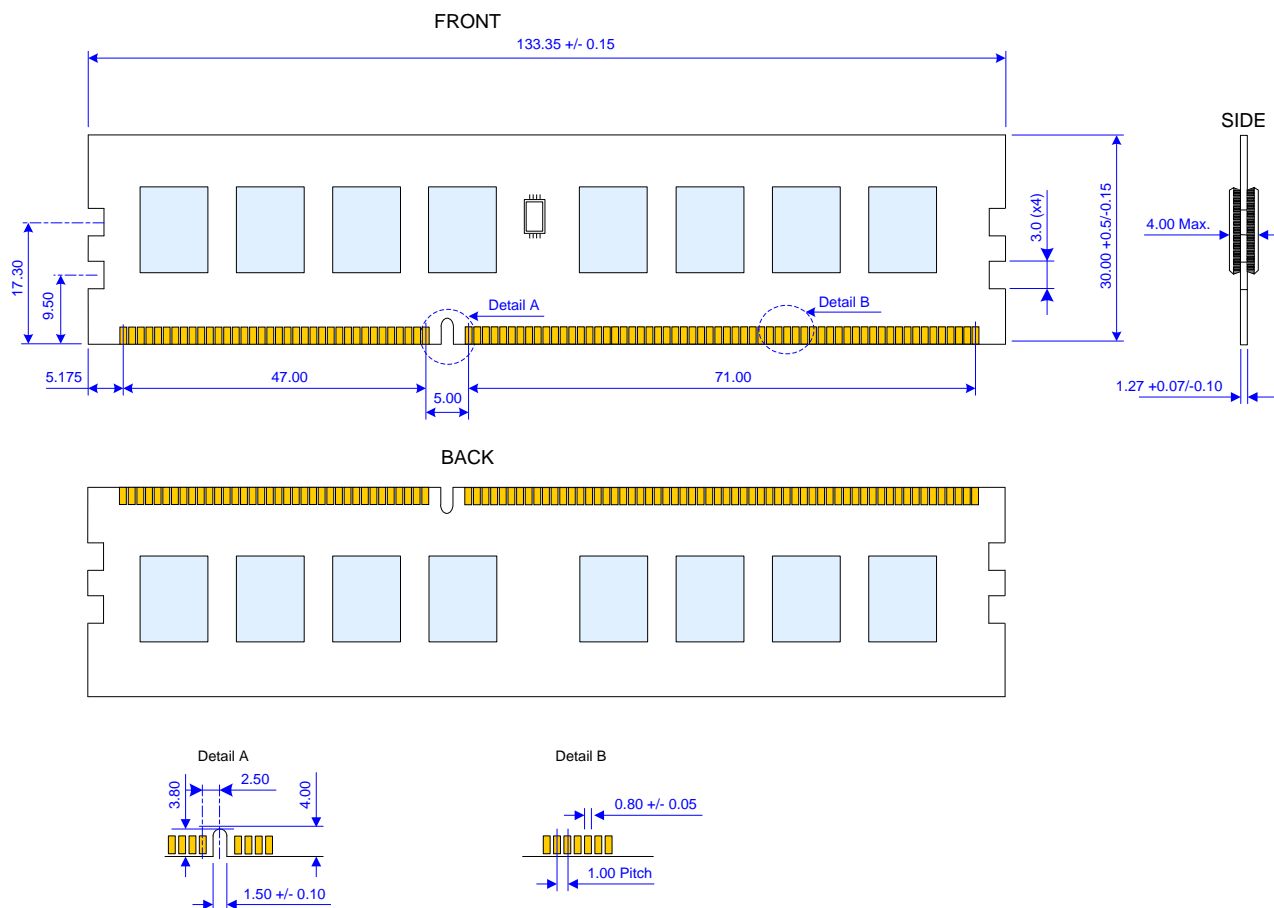 FRONT
133.35 +/- 0.15
SIDE
17.30
9.50
3.0 (x4)
30.00 +0.5/-0.15
4.00 Max.
Detail A
Detail B
5.175
47.00
5.00
71.00
1.27 +0.07/-0.10
BACK
Detail A
Detail B
3.80
2.50
4.00
1.50 +/- 0.10
0.80 +/- 0.05
1.00 Pitch